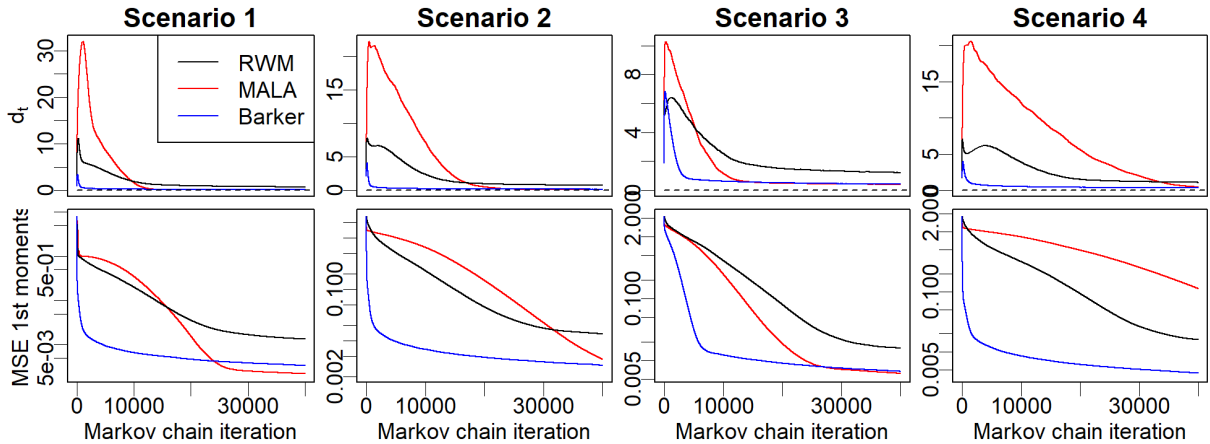 Scenario 1
Scenario 2
Scenario 3
Scenario 4
d_t
30
20
10
0
RWM
MALA
Barker
15
5
0
8
4
0
15
5
0
MSE 1st moments
5e-01
5e-03
0.100
0.002
2.000
0.100
0.005
2.000
0.100
0.005
0
10000
30000
0
10000
30000
0
10000
30000
0
10000
30000
Markov chain iteration
Markov chain iteration
Markov chain iteration
Markov chain iteration